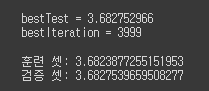 bestTest = 3.682752966
bestIteration = 3999
훈련 셋: 3.6823877255151953
검증 셋: 3.6827539659508277